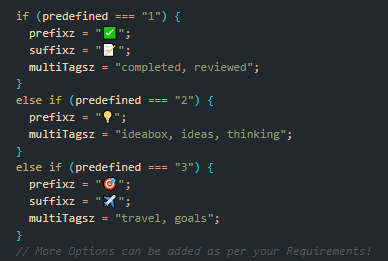 if (predefined === "1") {
prefixz = "✅";
suffixz = "📝";
multiTagsz = "completed, reviewed";
}
else if (predefined === "2") {
prefixz = "💡";
multiTagsz = "ideabox, ideas, thinking";
}
else if (predefined === "3") {
prefixz = "🎯";
suffixz = "✈️";
multiTagsz = "travel, goals";
}
// More Options can be added as per your Requirements!